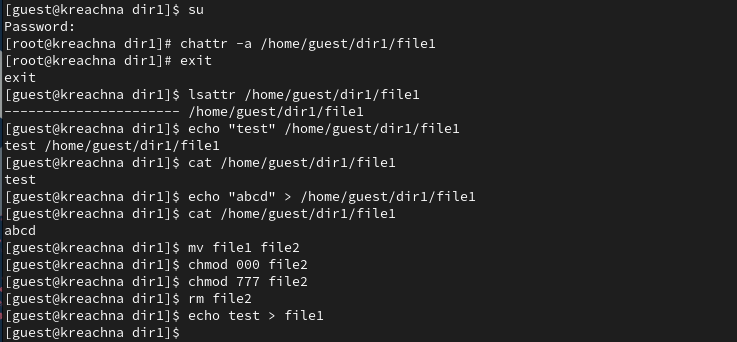 [guest@kreachna dir1]$ su
Password:
[root@kreachna dir1]# chattr -a /home/guest/dir1/file1
[root@kreachna dir1]# exit
exit
[guest@kreachna dir1]$ lsattr /home/guest/dir1/file1
---------------------- /home/guest/dir1/file1
[guest@kreachna dir1]$ echo "test" /home/guest/dir1/file1
test /home/guest/dir1/file1
[guest@kreachna dir1]$ cat /home/guest/dir1/file1
test
[guest@kreachna dir1]$ echo "abcd" > /home/guest/dir1/file1
[guest@kreachna dir1]$ cat /home/guest/dir1/file1
abcd
[guest@kreachna dir1]$ mv file1 file2
[guest@kreachna dir1]$ chmod 000 file2
[guest@kreachna dir1]$ chmod 777 file2
[guest@kreachna dir1]$ rm file2
[guest@kreachna dir1]$ echo test > file1
[guest@kreachna dir1]$